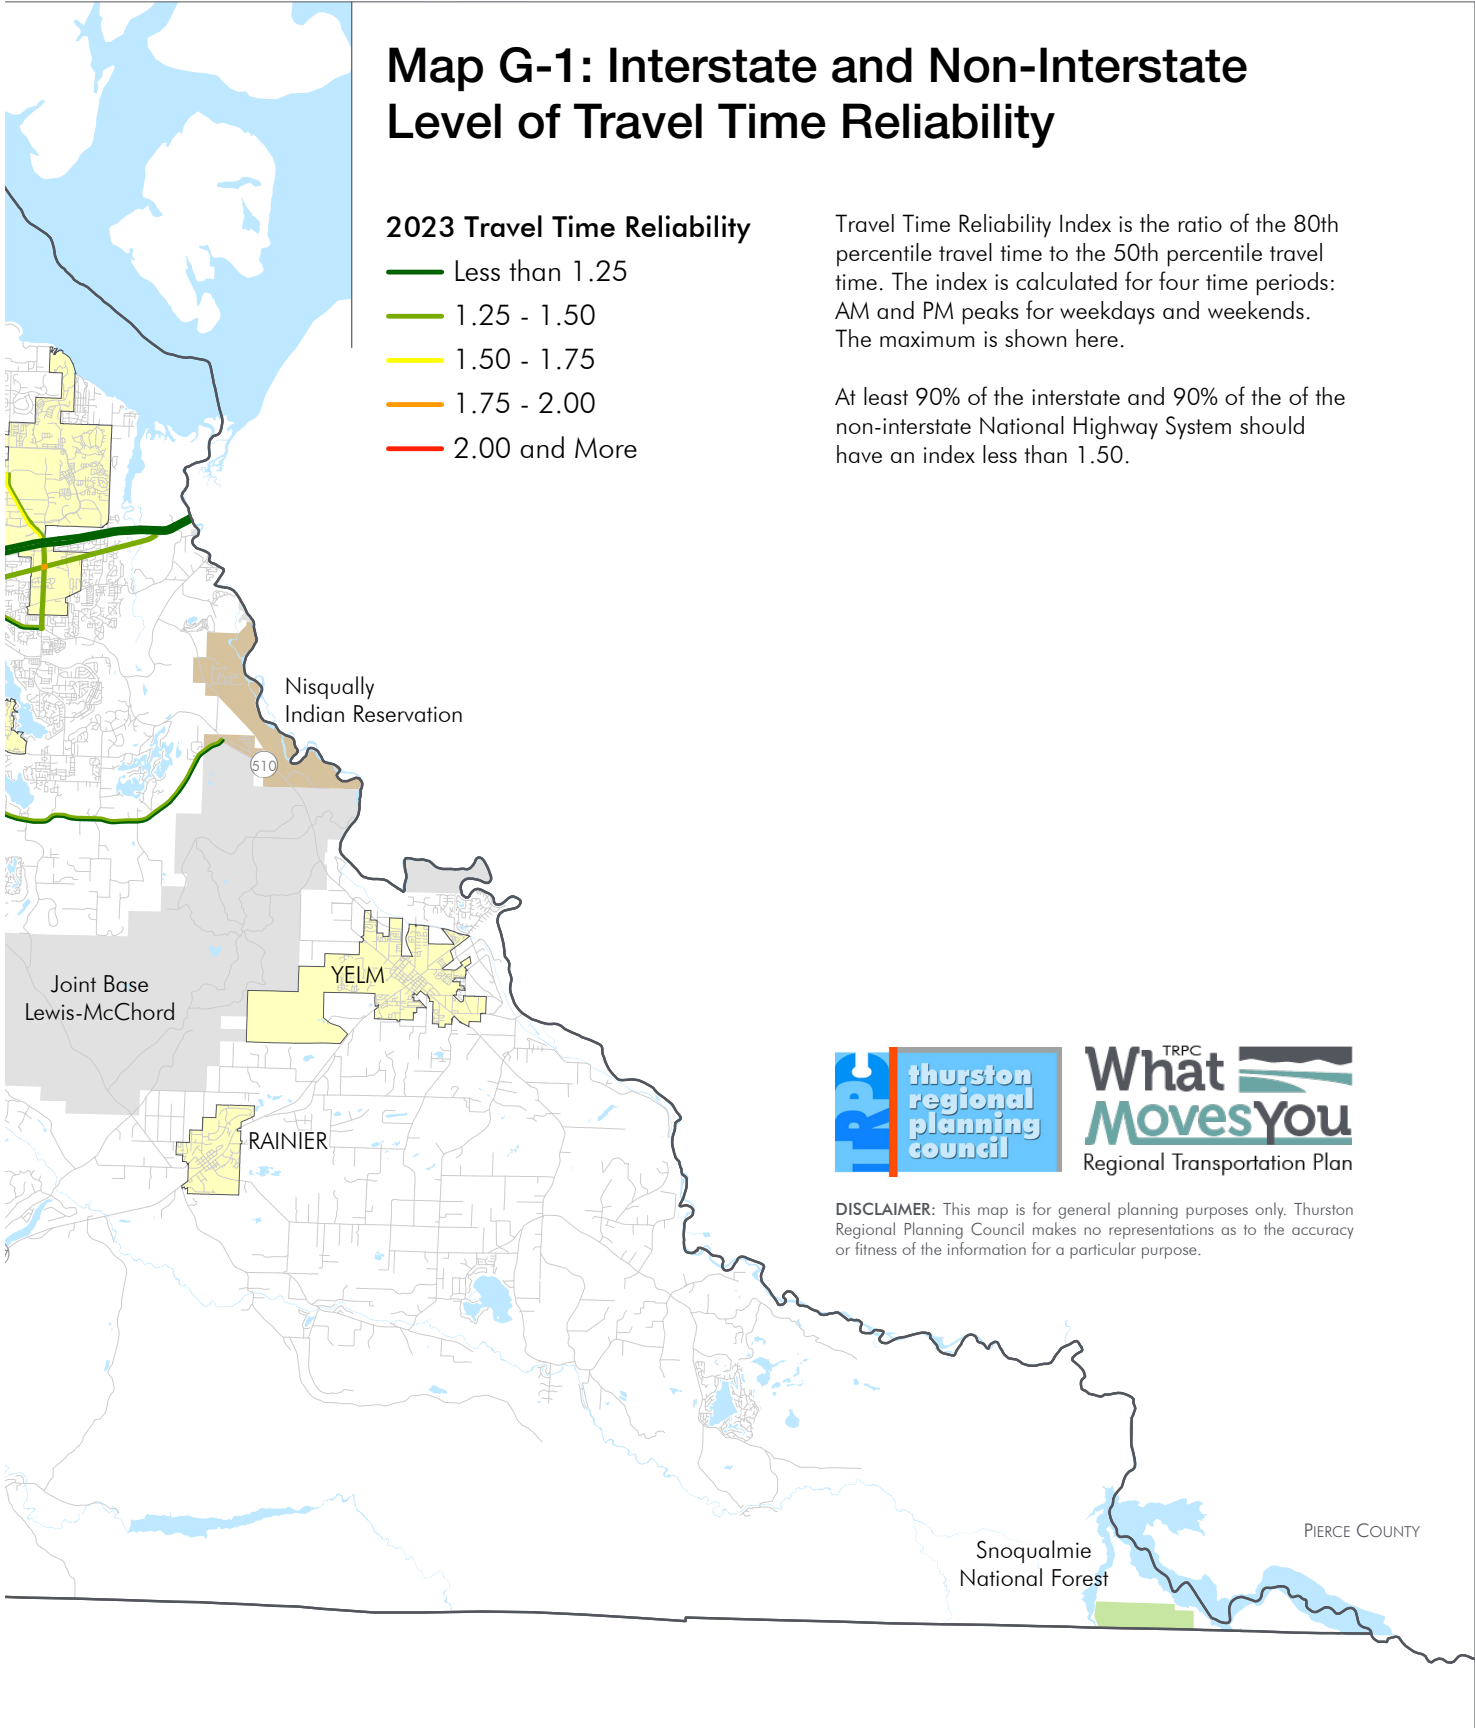 Map G-1: Interstate and Non-Interstate
Level of Travel Time Reliability
2023 Travel Time Reliability
Less than 1.25
1.25 - 1.50
1.50 - 1.75
1.75 - 2.00
2.00 and More
Travel Time Reliability Index is the ratio of the 80th
percentile travel time to the 50th percentile travel
time. The index is calculated for four time periods:
AM and PM peaks for weekdays and weekends.
The maximum is shown here.
At least 90% of the interstate and 90% of the of the
non-interstate National Highway System should
have an index less than 1.50.
Nisqually
Indian Reservation
510
YELM
Joint Base
Lewis-McChord
RAINIER
TRPC
thurston
regional
planning
council
TRPC
What
MovesYou
Regional Transportation Plan
DISCLAIMER: This map is for general planning purposes only. Thurston
Regional Planning Council makes no representations as to the accuracy
or fitness of the information for a particular purpose.
PIERCE COUNTY
Snoqualmie
National Forest